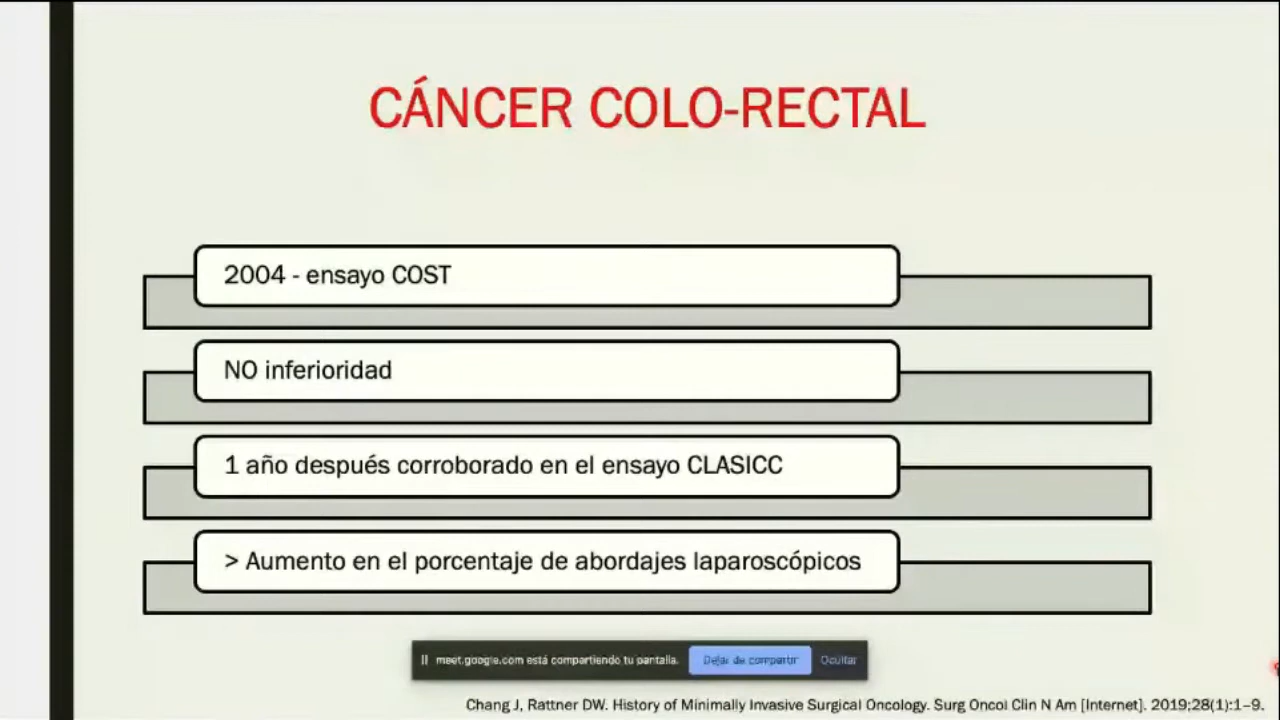 CÁNCER COLO-RECTAL
2004 - ensayo COST
NO inferioridad
1 año después corroborado en el ensayo CLASICC
> Aumento en el porcentaje de abordajes laparoscópicos
meet.google.com está compartiendo tu pantalla. Dejar de compartir Ocultar
Chang J, Rattner DW. History of Minimally Invasive Surgical Oncology. Surg Oncol Clin N Am [Internet]. 2019;28(1):1–9.